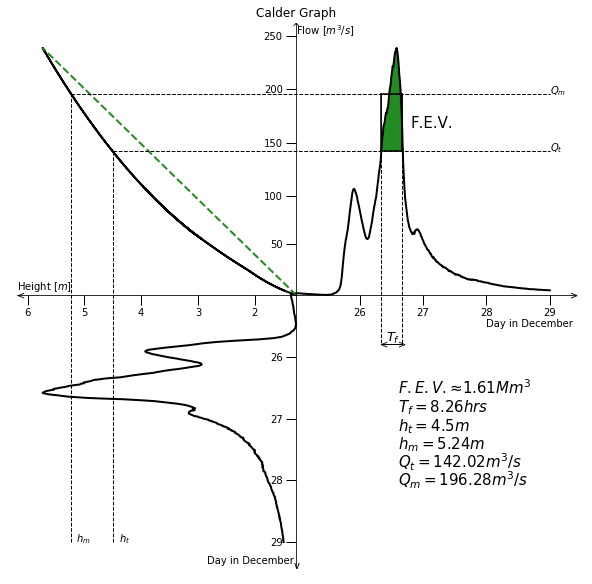 Calder Graph
Flow [m³/s]
250
200
150
100
50
Qₘ
Qₜ
F.E.V.
Height [m]
6 5 4 3 2
26 27 28 29
Day in December
T_f
26
27
28
29
hₘ hₜ
Day in December
F.E.V.≈1.61Mm³
T_f = 8.26hrs
hₜ = 4.5m
hₘ = 5.24m
Qₜ = 142.02m³/s
Qₘ = 196.28m³/s